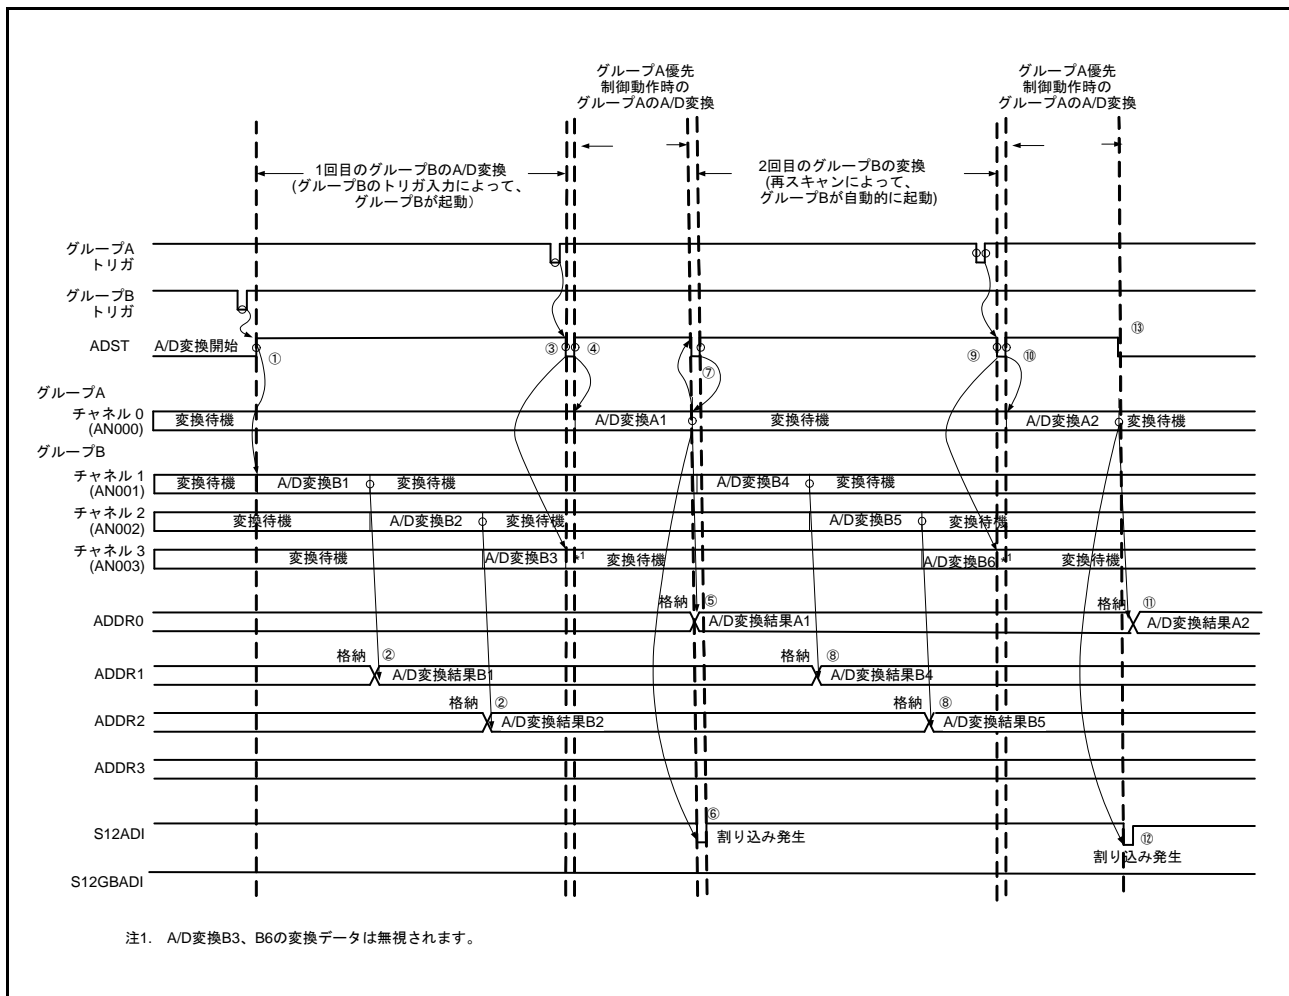 グループA優先
制御動作時の
グループAのA/D変換
グループA優先
制御動作時の
グループAのA/D変換
1回目のグループBのA/D変換
(グループBのトリガ入力によって、
グループBが起動）
2回目のグループBの変換
(再スキャンによって、
グループBが自動的に起動)
グループA
トリガ
グループB
トリガ
ADST
A/D変換開始
①
③
④
⑦
⑨
⑩
⑬
グループA
チャネル 0
(AN000)
変換待機
A/D変換A1
変換待機
A/D変換A2
変換待機
グループB
チャネル 1
(AN001)
変換待機
A/D変換B1
変換待機
A/D変換B4
変換待機
チャネル 2
(AN002)
変換待機
A/D変換B2
変換待機
A/D変換B5
変換待機
チャネル 3
(AN003)
変換待機
A/D変換B3
*1
変換待機
A/D変換B6
*1
変換待機
ADDR0
格納
⑤
A/D変換結果A1
格納
⑪
A/D変換結果A2
ADDR1
格納
②
A/D変換結果B1
格納
⑧
A/D変換結果B4
ADDR2
格納
②
A/D変換結果B2
格納
⑧
A/D変換結果B5
ADDR3
S12ADI
⑥
割り込み発生
⑫
割り込み発生
S12GBADI
注1. A/D変換B3、B6の変換データは無視されます。